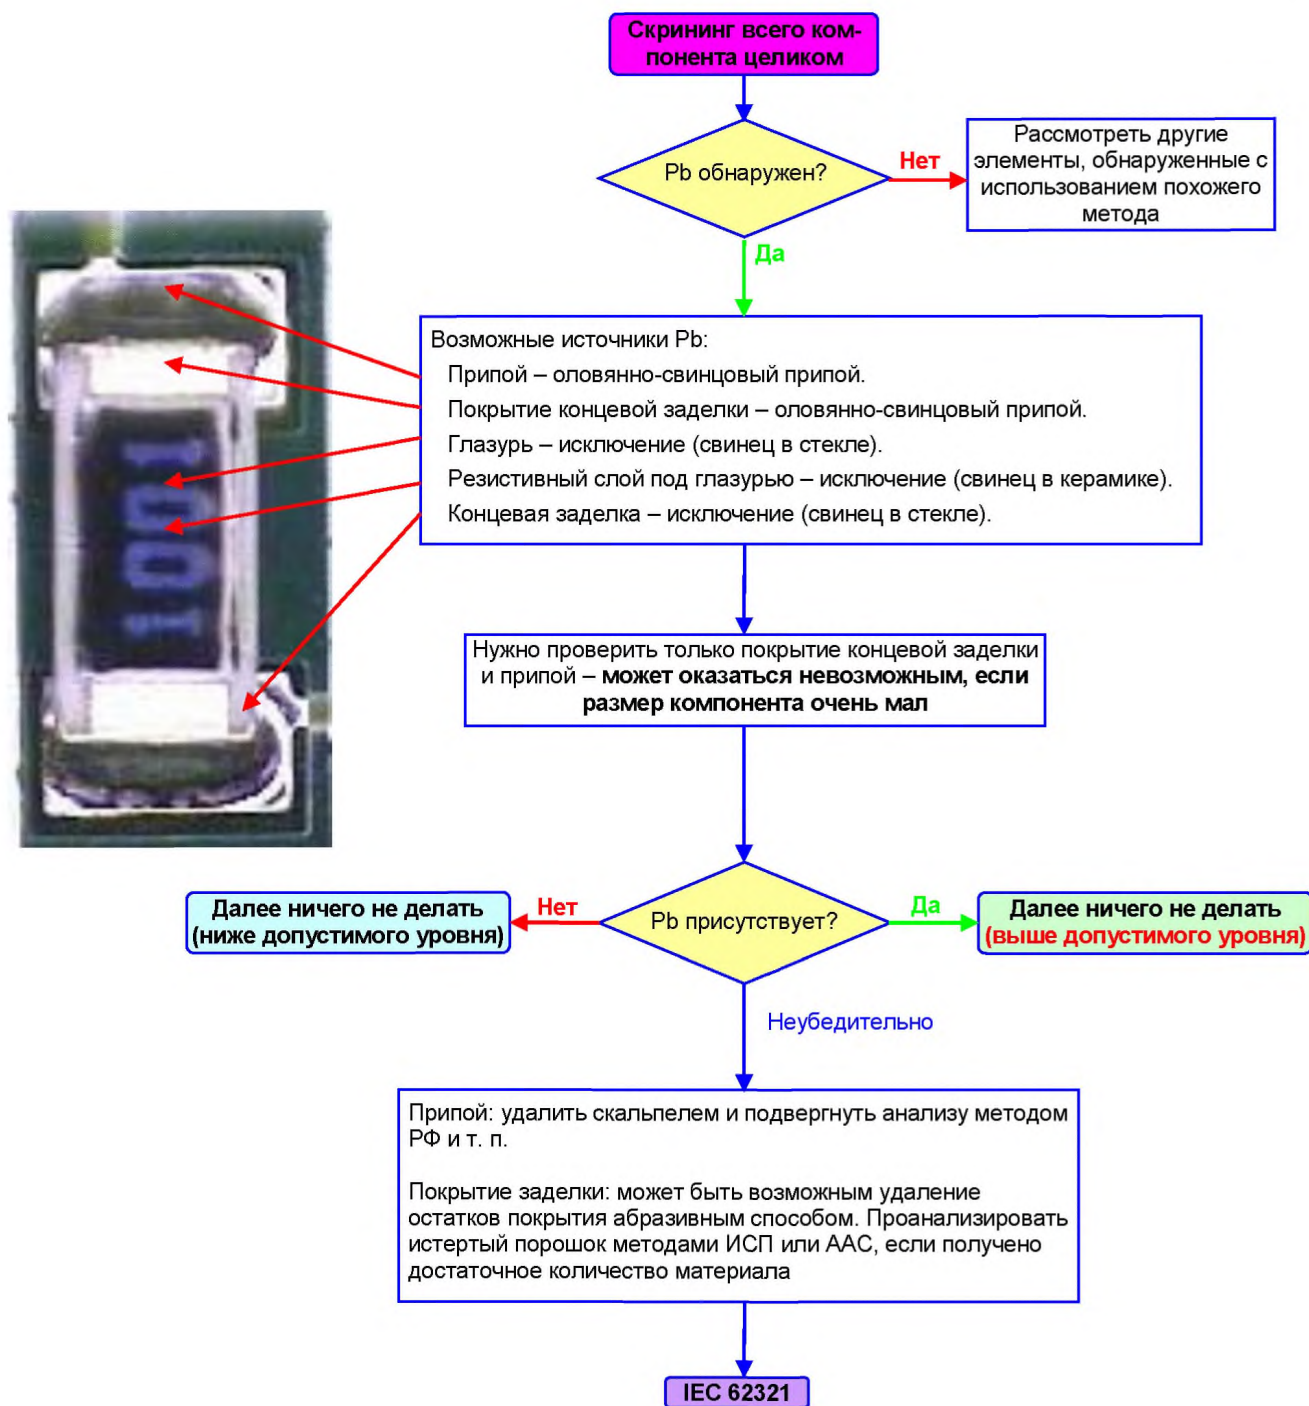 Скрининг всего ком-
понента целиком
Pb обнаружен?
Нет
Рассмотреть другие
элементы, обнаруженные с
использованием похожего
метода
Да
Возможные источники Pb:
Припой – оловянно-свинцовый припой.
Покрытие концевой заделки – оловянно-свинцовый припой.
Глазурь – исключение (свинец в стекле).
Резистивный слой под глазурью – исключение (свинец в керамике).
Концевая заделка – исключение (свинец в стекле).
1001
Нужно проверить только покрытие концевой заделки
и припой – может оказаться невозможным, если
размер компонента очень мал
Далее ничего не делать
(ниже допустимого уровня)
Нет
Pb присутствует?
Да
Далее ничего не делать
(выше допустимого уровня)
Неубедительно
Припой: удалить скальпелем и подвергнуть анализу методом
РФ и т. п.
Покрытие заделки: может быть возможным удаление
остатков покрытия абразивным способом. Проанализировать
истертый порошок методами ИСП или ААС, если получено
достаточное количество материала
IEC 62321